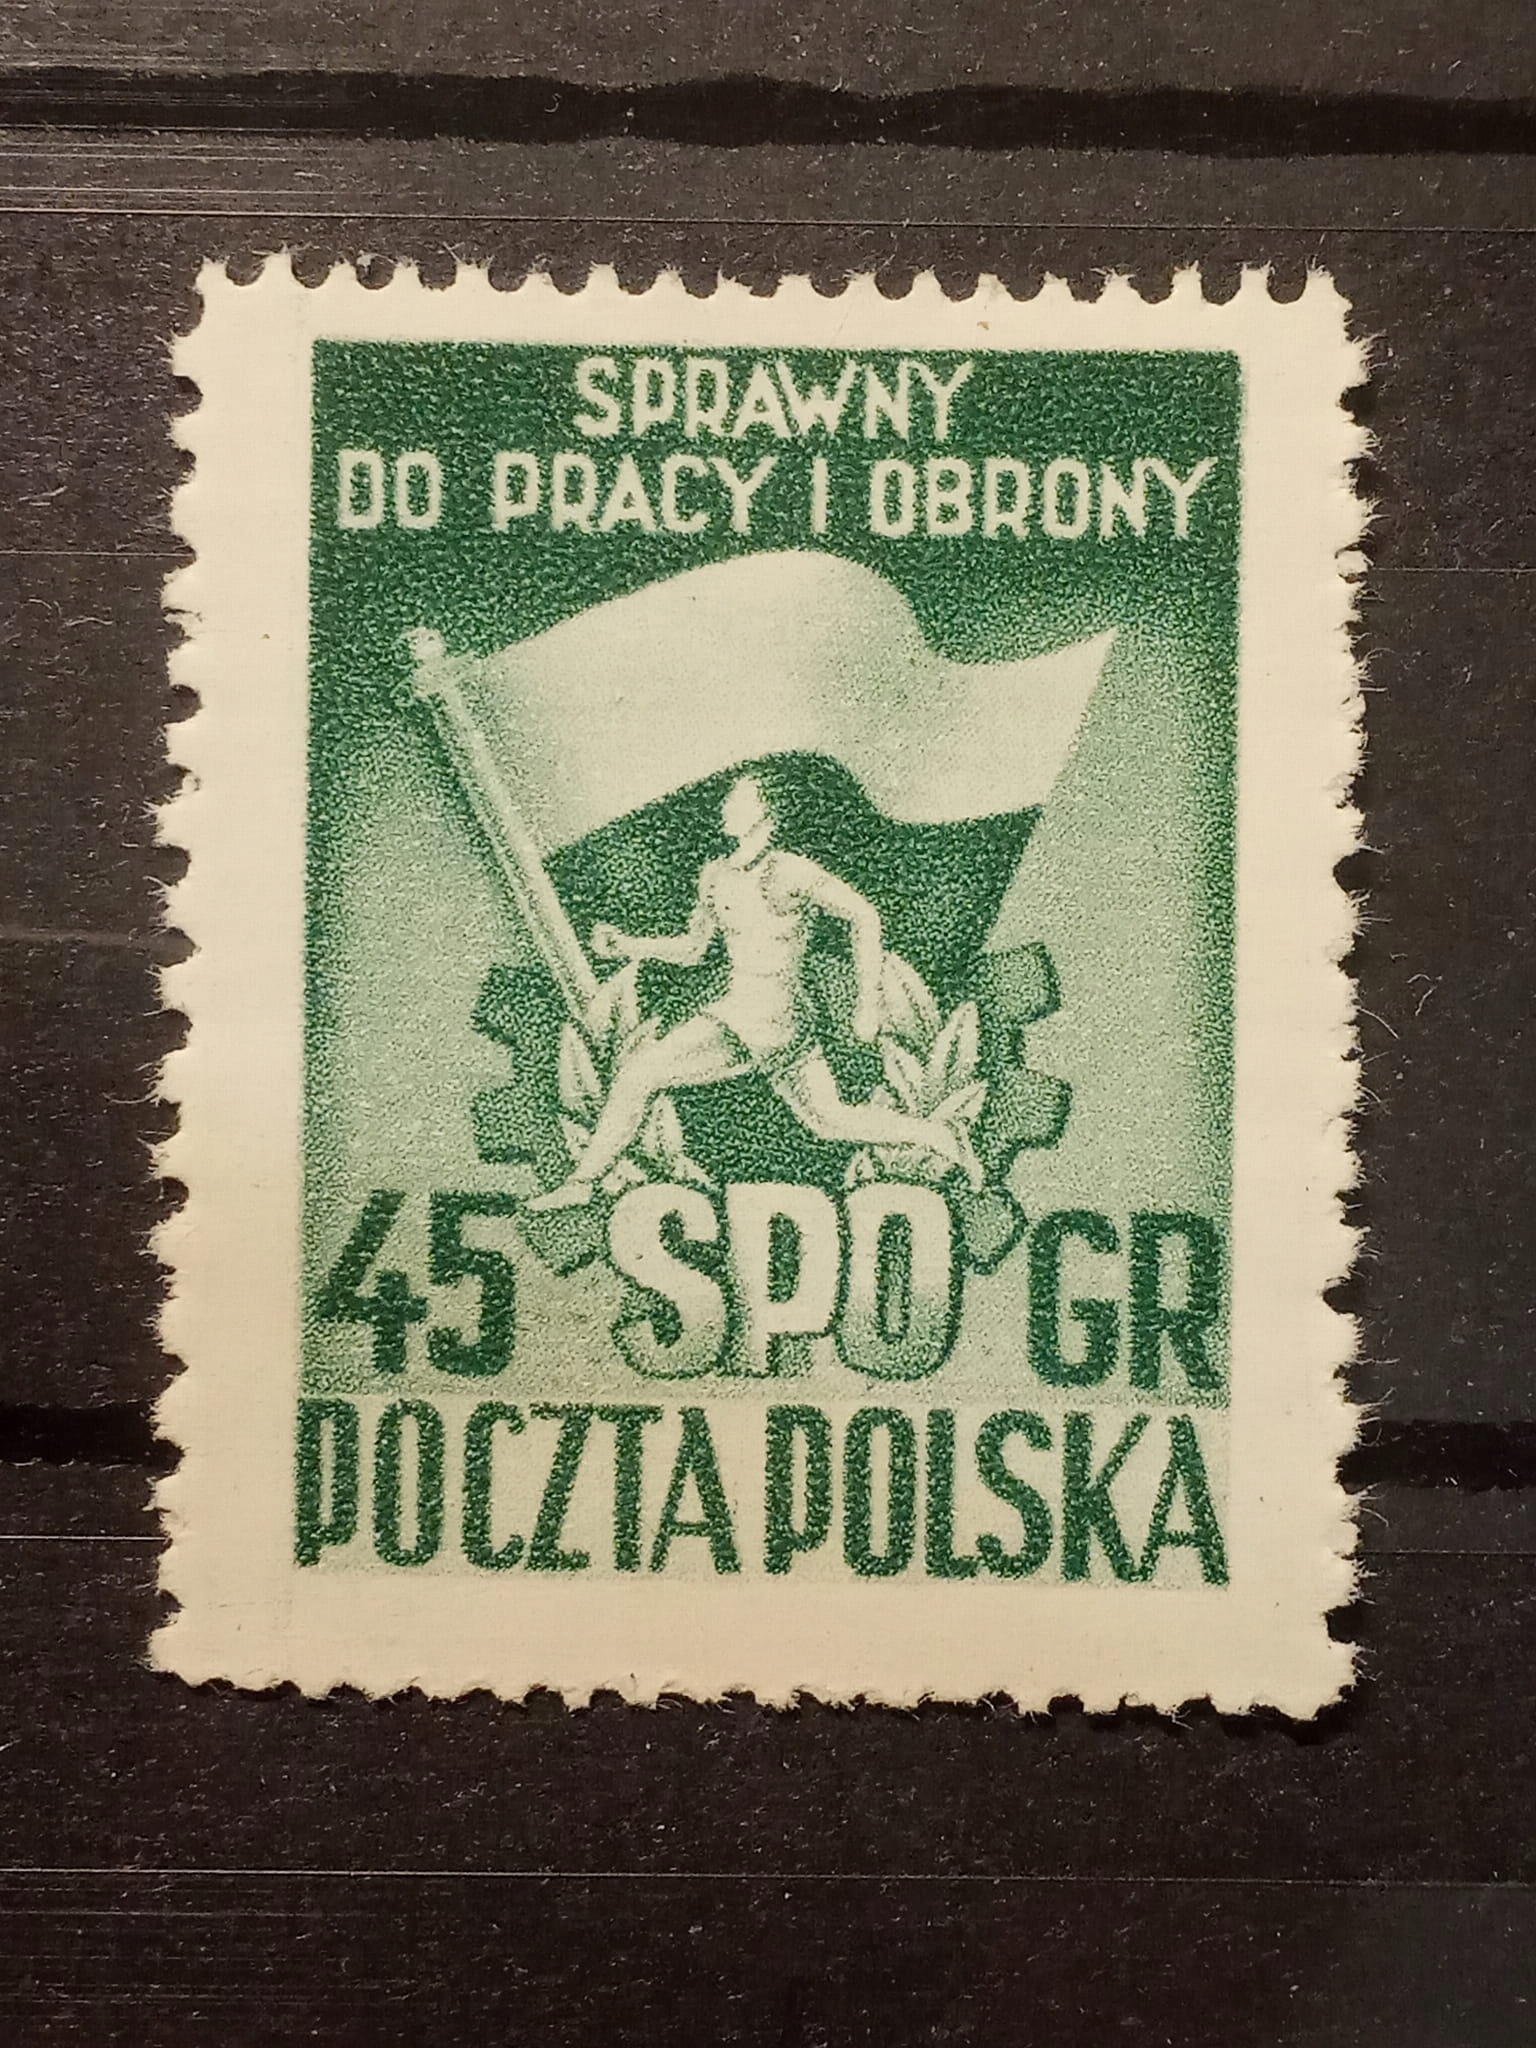 SPRAWNY
DO PRACY I OBRONY
45 SPO GR
POCZTA POLSKA